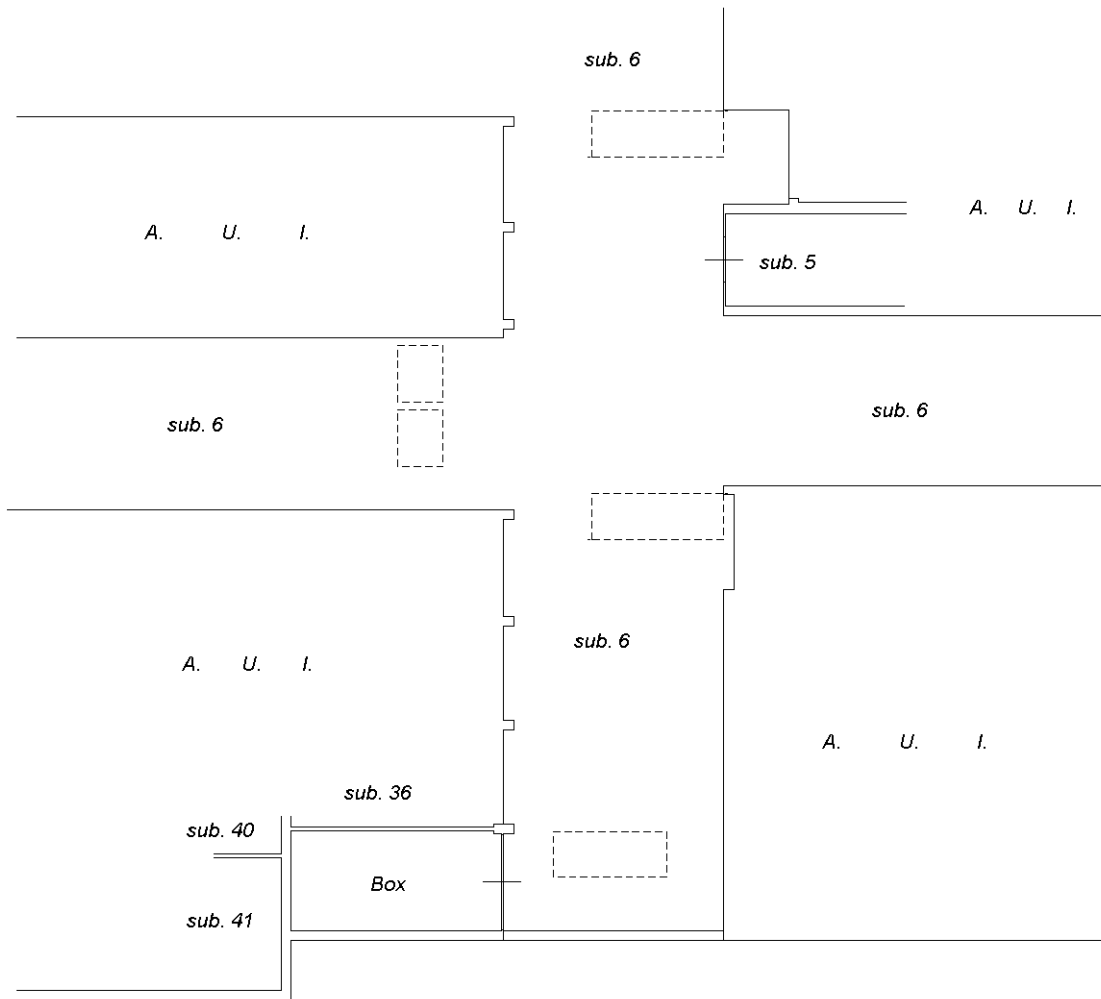 sub. 6
A. U. I.
A. U. I.
sub. 5
sub. 6
sub. 6
sub. 6
A. U. I.
A. U. I.
sub. 36
sub. 40
Box
sub. 41